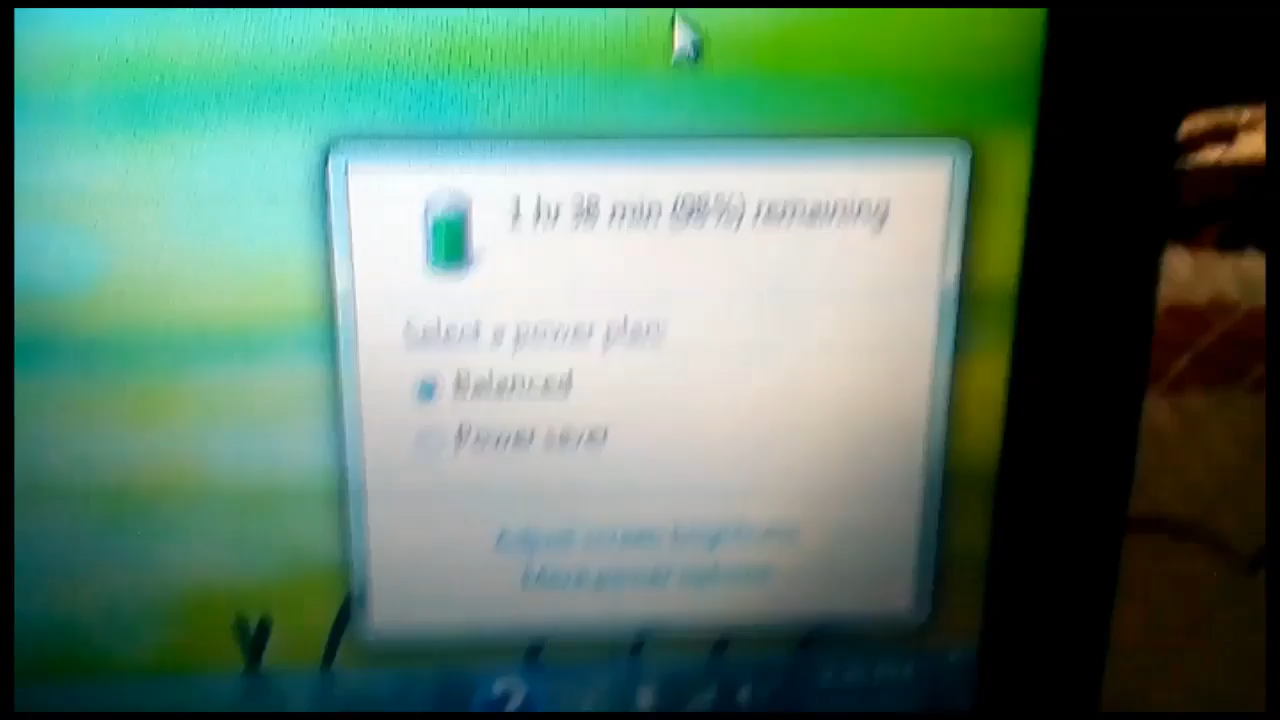 1 hr 38 min (98%) remaining
Select a power plan:
Balanced
Power saver
Adjust screen brightness
More power options